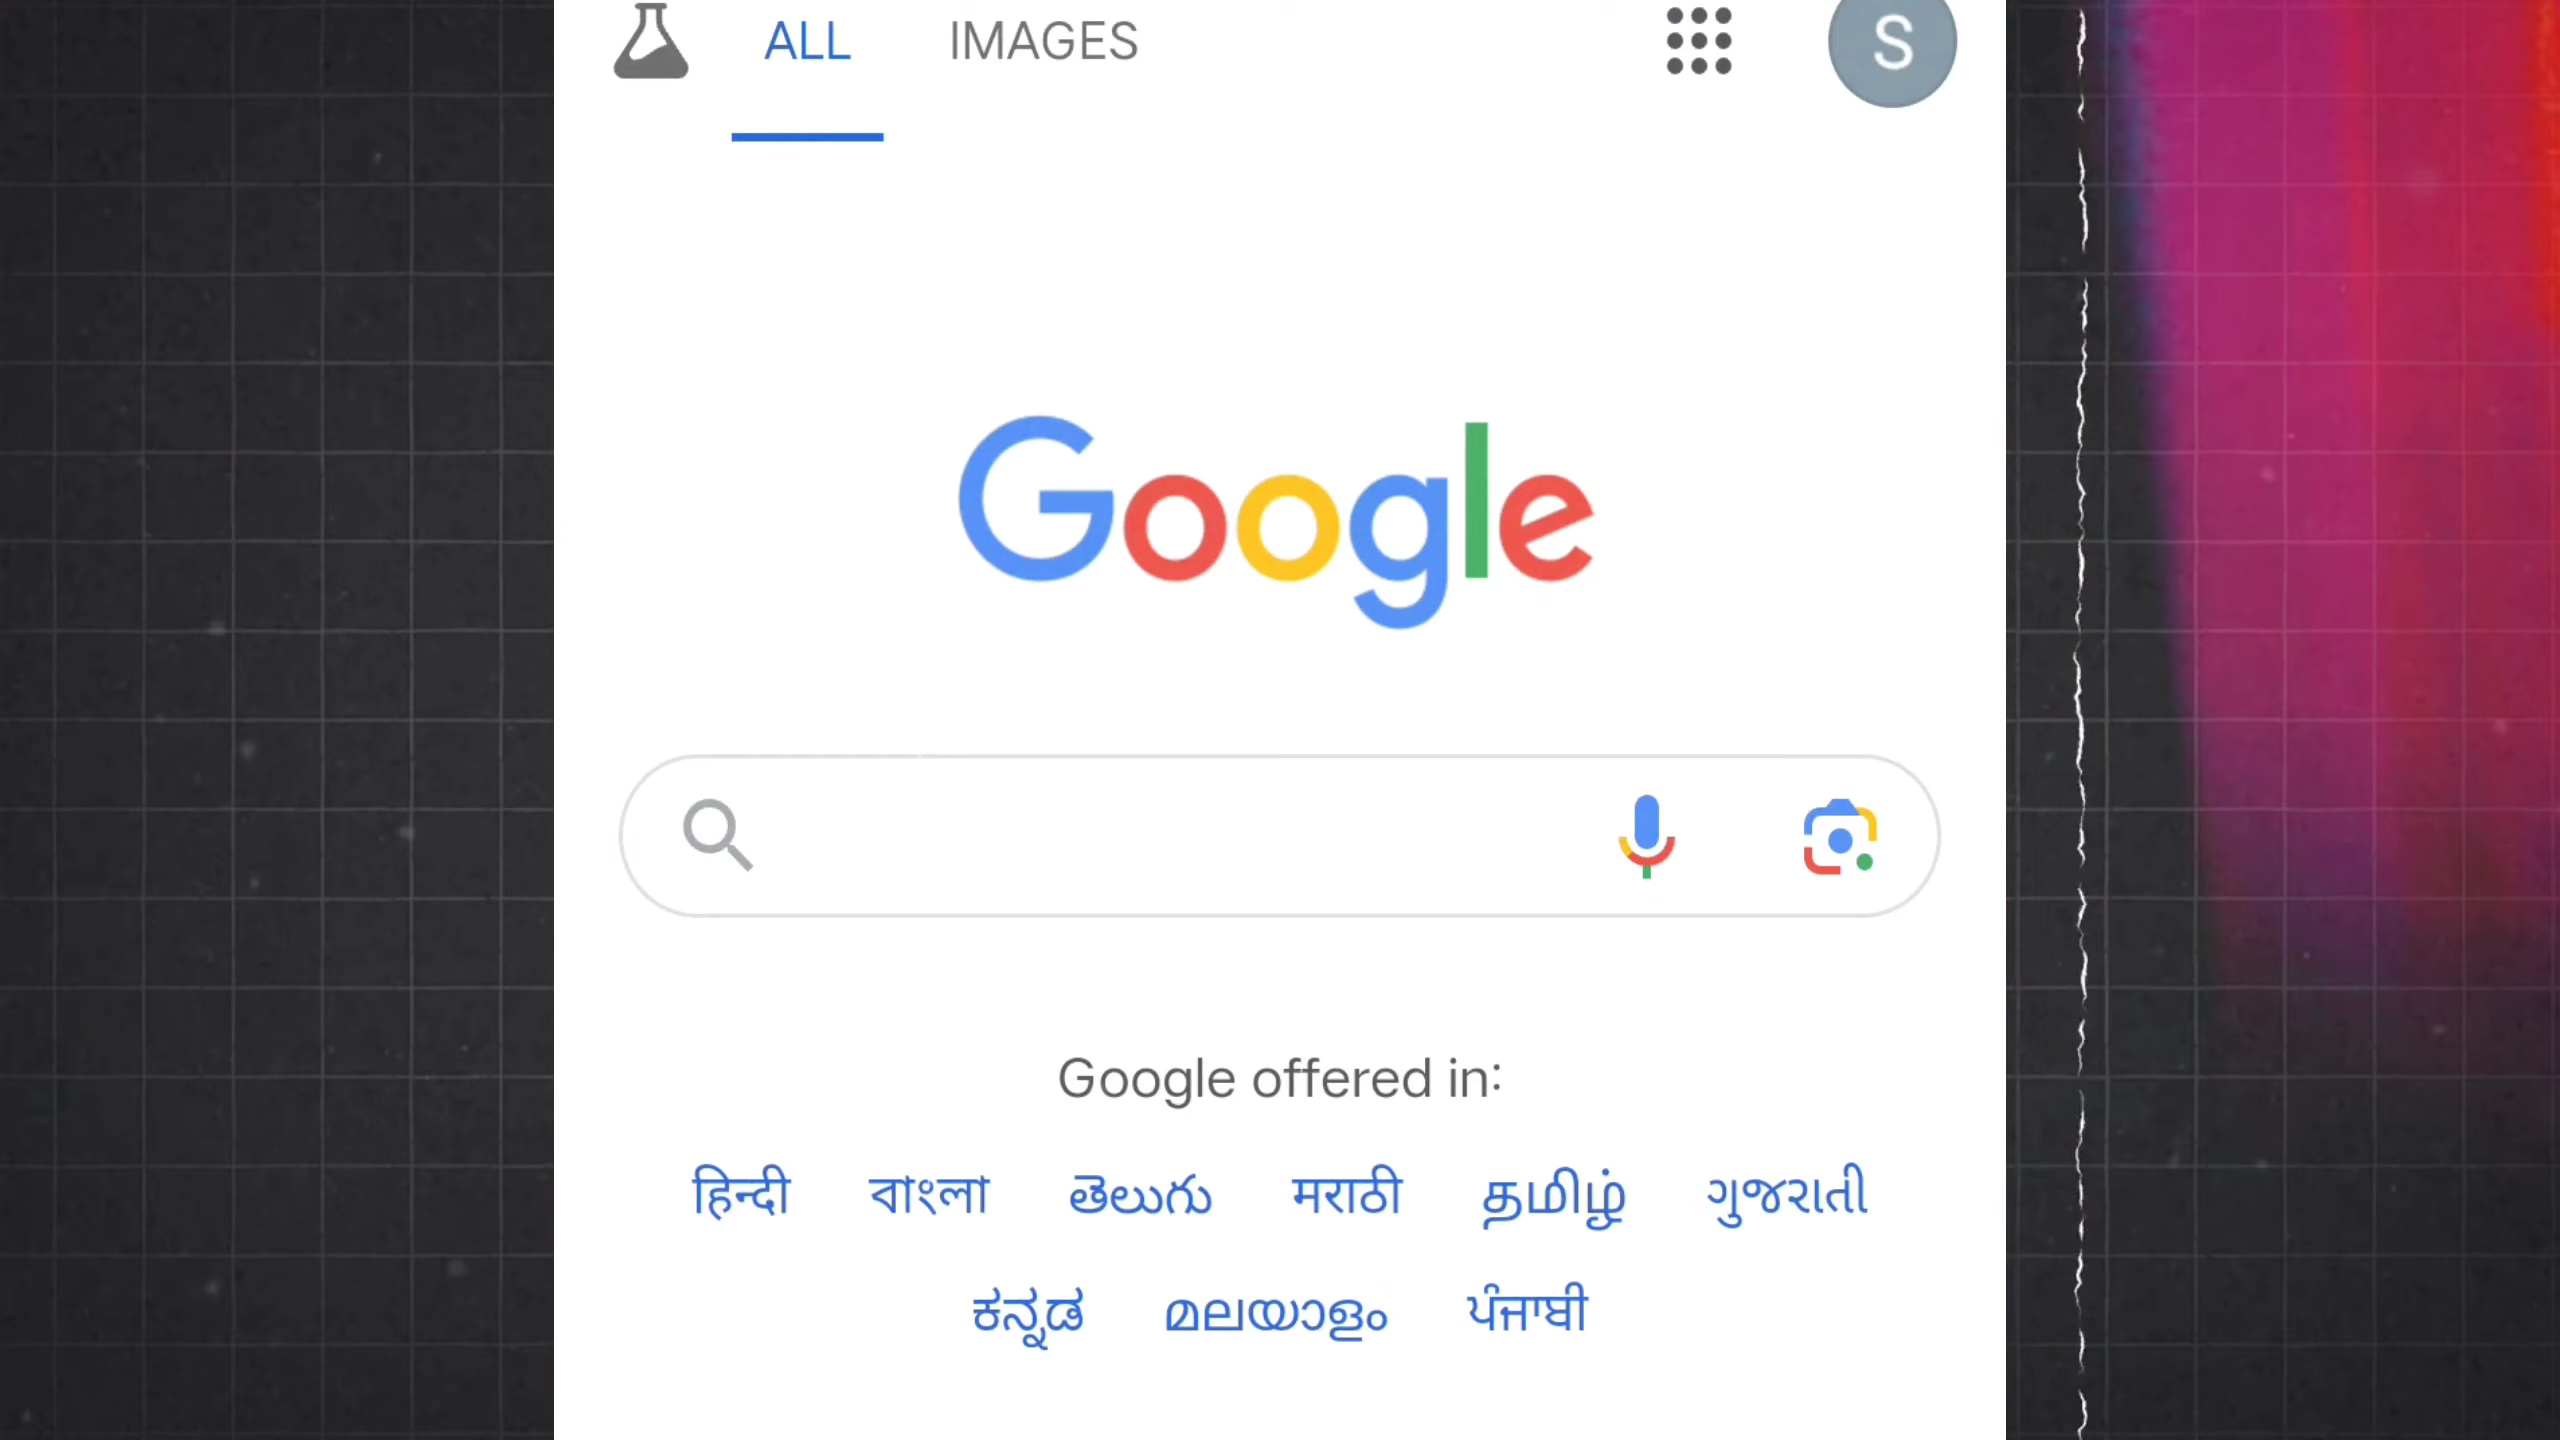 ALL IMAGES S
Google
Google offered in:
हिन्दी বাংলা తెలుగు मराठी தமிழ் ગુજરાતી
ಕನ್ನಡ മലയാളം ਪੰਜਾਬੀ